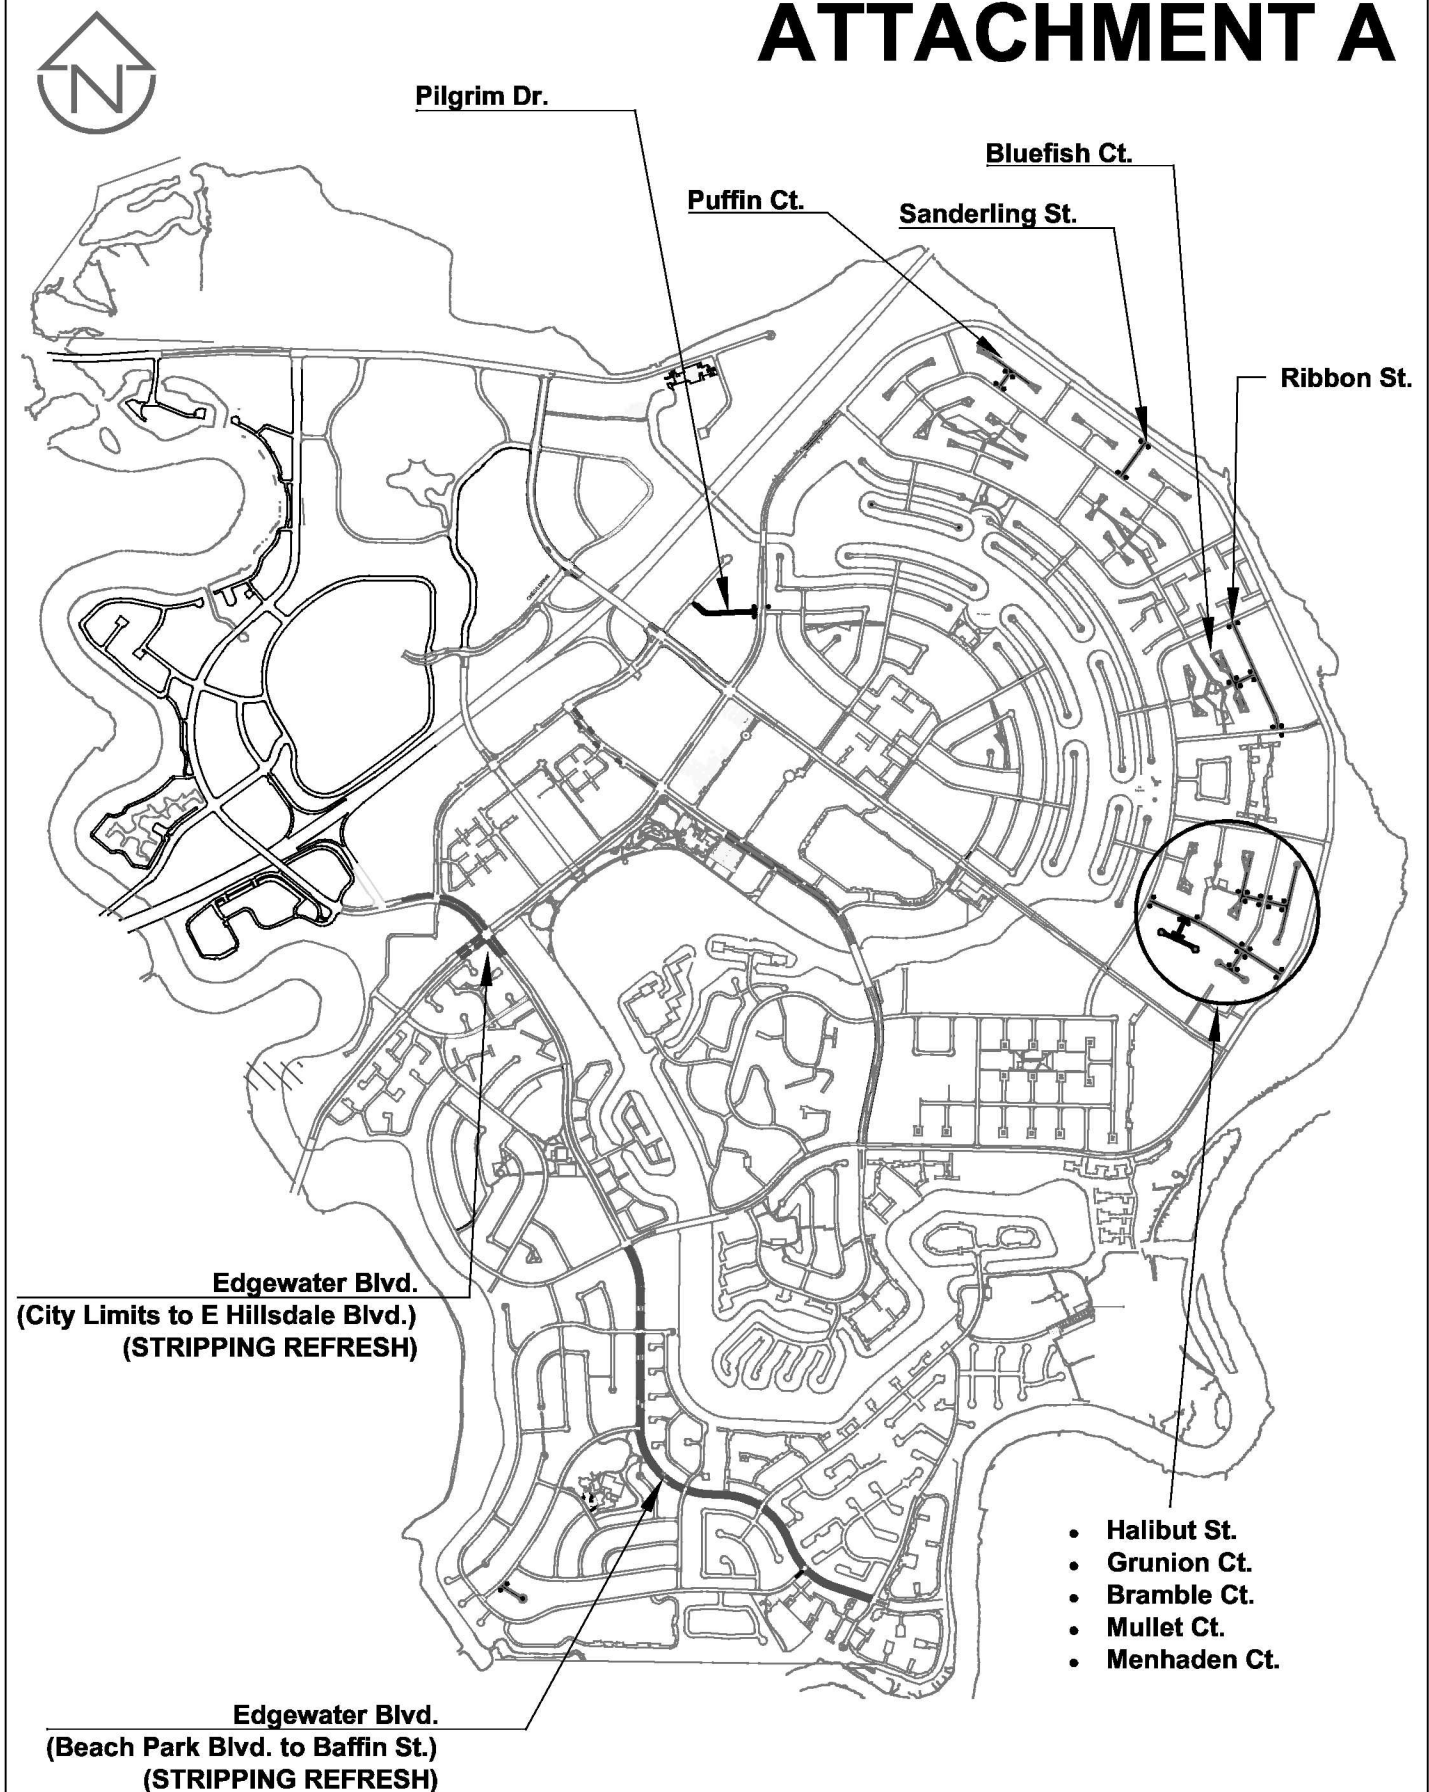 ATTACHMENT A
N
Pilgrim Dr.
Bluefish Ct.
Puffin Ct.
Sanderling St.
Ribbon St.
Edgewater Blvd.
(City Limits to E Hillsdale Blvd.)
(STRIPPING REFRESH)
• Halibut St.
• Grunion Ct.
• Bramble Ct.
• Mullet Ct.
• Menhaden Ct.
Edgewater Blvd.
(Beach Park Blvd. to Baffin St.)
(STRIPPING REFRESH)